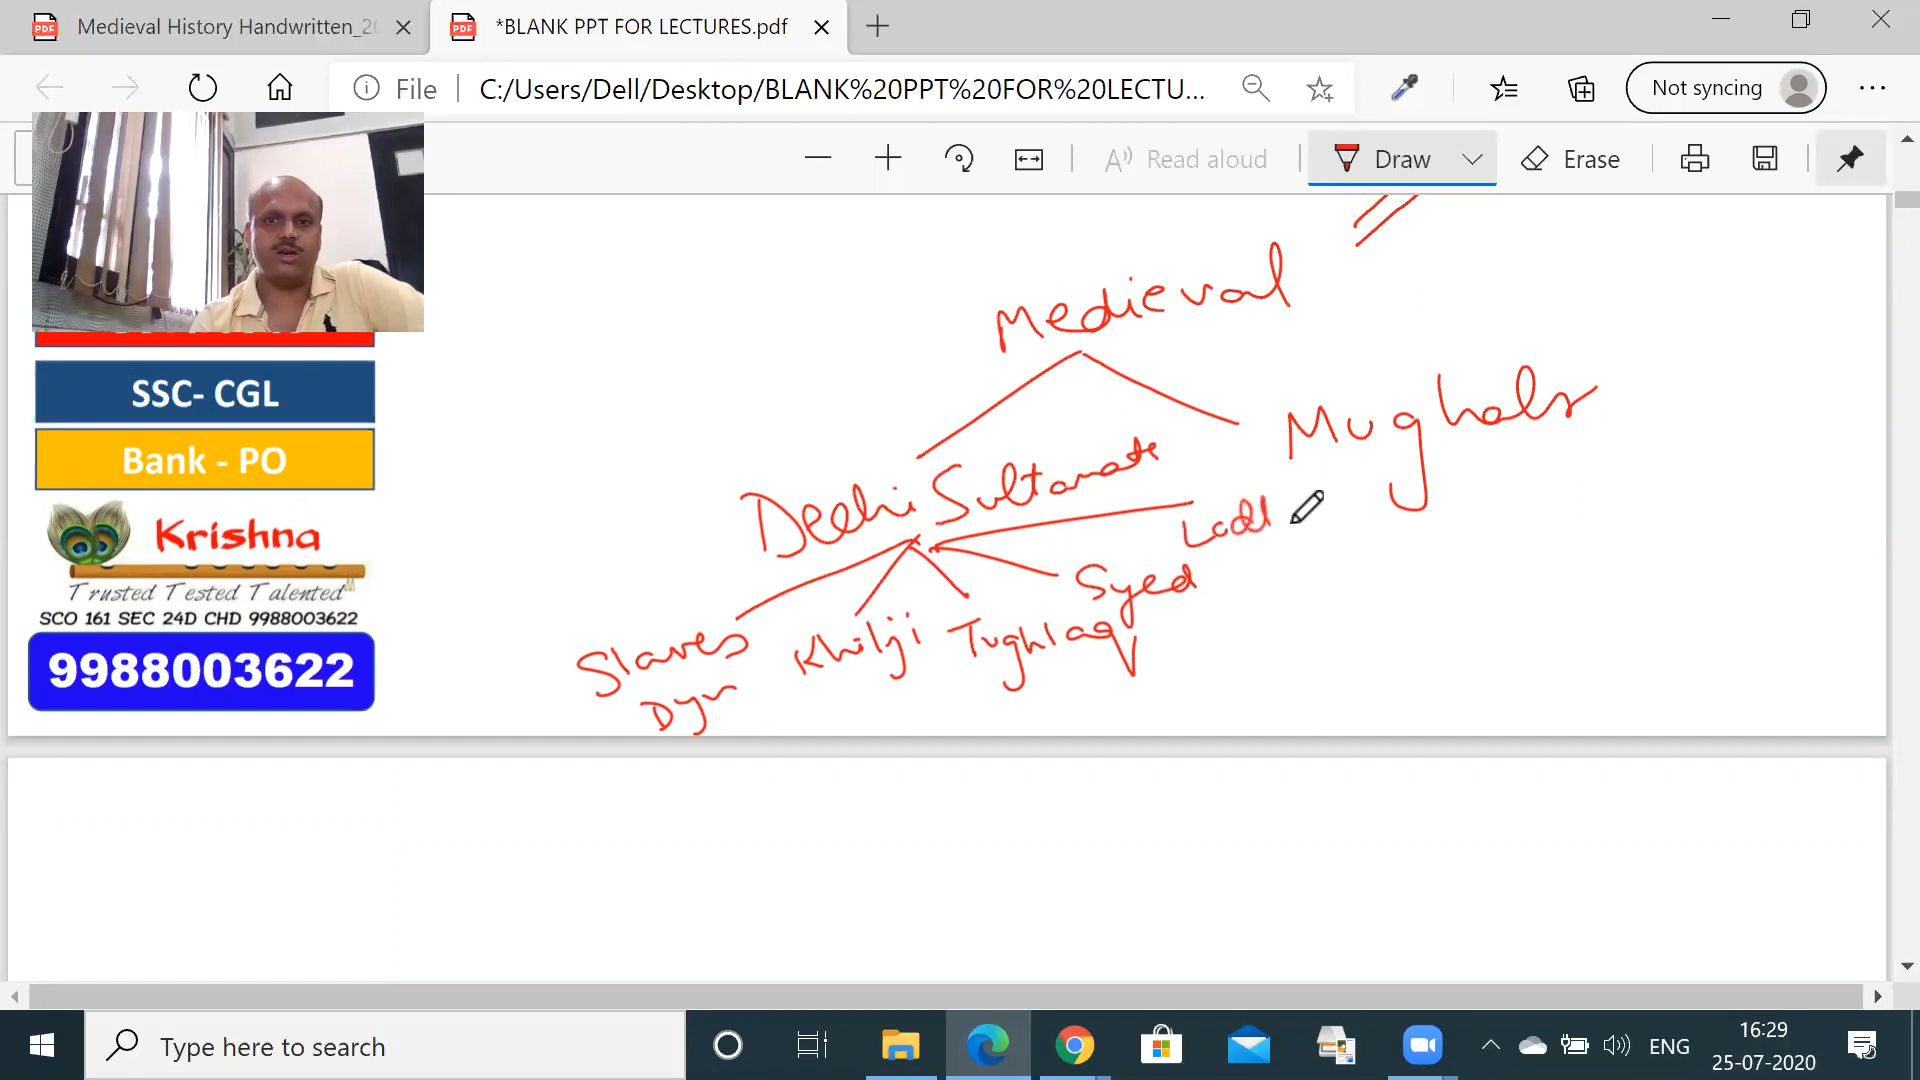 Medieval History Handwritten_20
*BLANK PPT FOR LECTURES.pdf
File
C:/Users/Dell/Desktop/BLANK%20PPT%20FOR%20LECTU...
Not syncing
Read aloud
Draw
Erase
Medieval
Mughals
Delhi Sultanate
Lodh
Syed
Slaves Khilji Tughlaq
Dyn
SSC- CGL
Bank - PO
Krishna
Trusted Tested Talented
SCO 161 SEC 24D CHD 9988003622
9988003622
Type here to search
ENG
16:29
25-07-2020